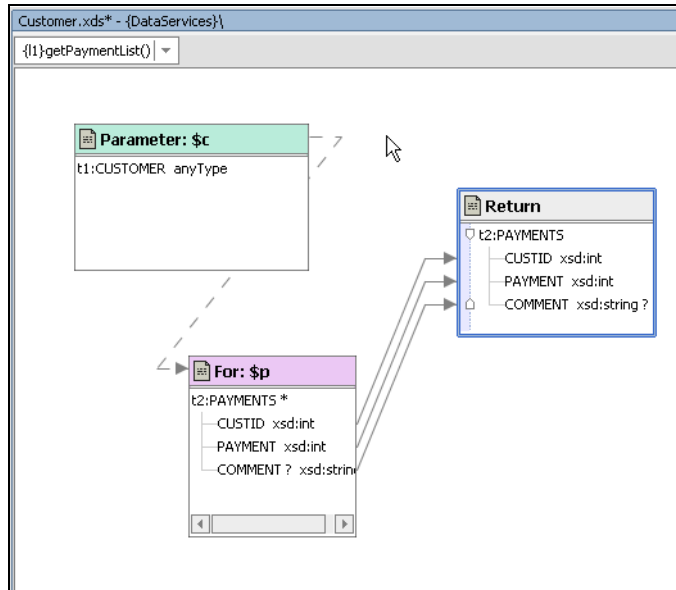 Customer.xds* - {DataServices}\
{l1}getPaymentList()
Parameter: $c
t1:CUSTOMER anyType
Return
t2:PAYMENTS
CUSTID xsd:int
PAYMENT xsd:int
COMMENT xsd:string ?
For: $p
t2:PAYMENTS *
CUSTID xsd:int
PAYMENT xsd:int
COMMENT ? xsd:strin